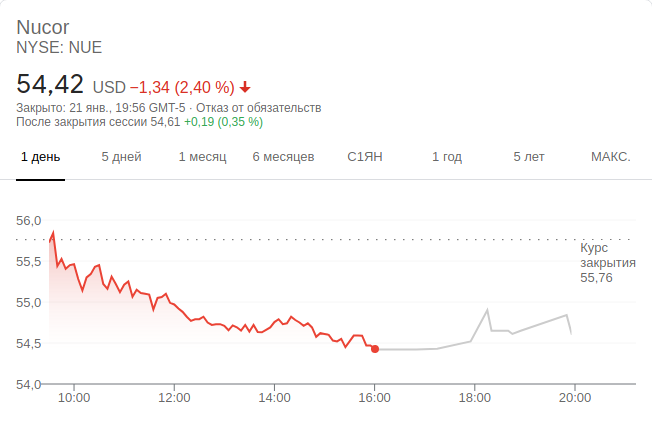 Nucor
NYSE: NUE
54,42 USD −1,34 (2,40 %)
Закрыто: 21 янв., 19:56 GMT-5 · Отказ от обязательств
После закрытия сессии 54,61 +0,19 (0,35 %)
1 день 5 дней 1 месяц 6 месяцев С1ЯН 1 год 5 лет МАКС.
56,0
Курс
закрытия
55,76
55,5
55,0
54,5
54,0
10:00 12:00 14:00 16:00 18:00 20:00